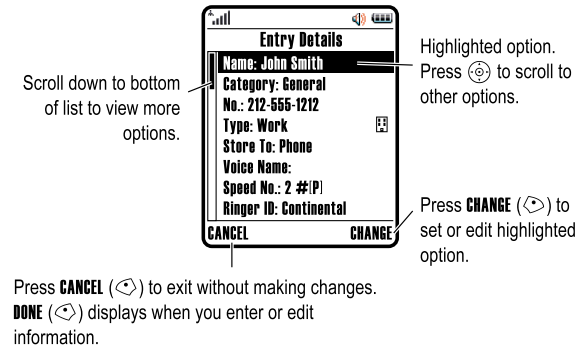 Entry Details
Name: John Smith
Category: General
No.: 212-555-1212
Type: Work
Store To: Phone
Voice Name:
Speed No.: 2 #[P]
Ringer ID: Continental
CANCEL CHANGE
Scroll down to bottom
of list to view more
options.
Highlighted option.
Press to scroll to
other options.
Press CHANGE () to
set or edit highlighted
option.
Press CANCEL () to exit without making changes.
DONE () displays when you enter or edit
information.